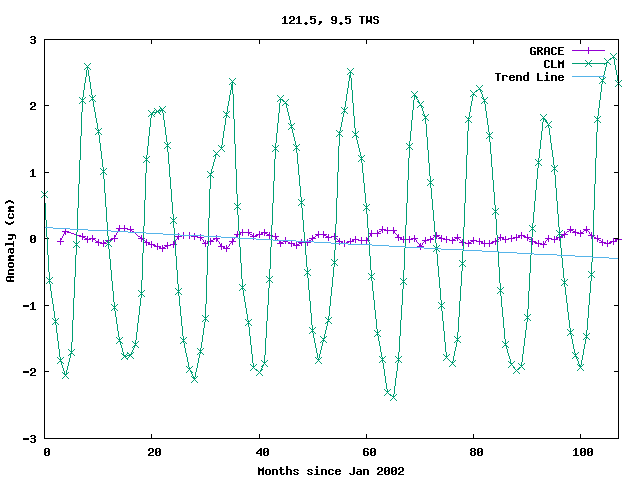 121.5, 9.5 TWS
GRACE
CLM
Trend Line
3
2
1
0
-1
-2
-3
Anomaly (cm)
0 20 40 60 80 100
Months since Jan 2002